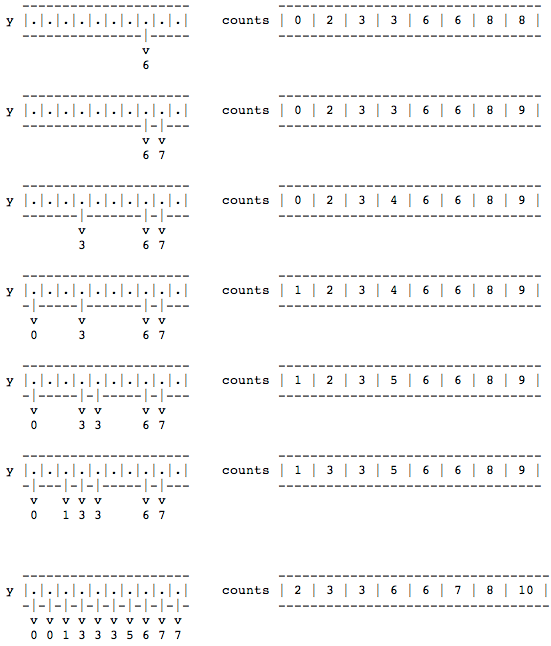 --------------------- ---------------------------------
y |.|.|.|.|.|.|.|.|.|.| counts | 0 | 2 | 3 | 3 | 6 | 6 | 8 | 8 |
---------------|----- ---------------------------------
v
6
--------------------- ---------------------------------
y |.|.|.|.|.|.|.|.|.|.| counts | 0 | 2 | 3 | 3 | 6 | 6 | 8 | 9 |
---------------|-|--- ---------------------------------
v v
6 7
--------------------- ---------------------------------
y |.|.|.|.|.|.|.|.|.|.| counts | 0 | 2 | 3 | 4 | 6 | 6 | 8 | 9 |
-------|-------|-|--- ---------------------------------
v v v
3 6 7
--------------------- ---------------------------------
y |.|.|.|.|.|.|.|.|.|.| counts | 1 | 2 | 3 | 4 | 6 | 6 | 8 | 9 |
-|-----|-------|-|--- ---------------------------------
v v v v
0 3 6 7
--------------------- ---------------------------------
y |.|.|.|.|.|.|.|.|.|.| counts | 1 | 2 | 3 | 5 | 6 | 6 | 8 | 9 |
-|-----|-|-----|-|--- ---------------------------------
v v v v v
0 3 3 6 7
--------------------- ---------------------------------
y |.|.|.|.|.|.|.|.|.|.| counts | 1 | 3 | 3 | 5 | 6 | 6 | 8 | 9 |
-|---|-|-|-----|-|--- ---------------------------------
v v v v v v
0 1 3 3 6 7
--------------------- ----------------------------------
y |.|.|.|.|.|.|.|.|.|.| counts | 2 | 3 | 3 | 6 | 6 | 7 | 8 | 10 |
-|-|-|-|-|-|-|-|-|-|- ----------------------------------
v v v v v v v v v v
0 0 1 3 3 3 5 6 7 7